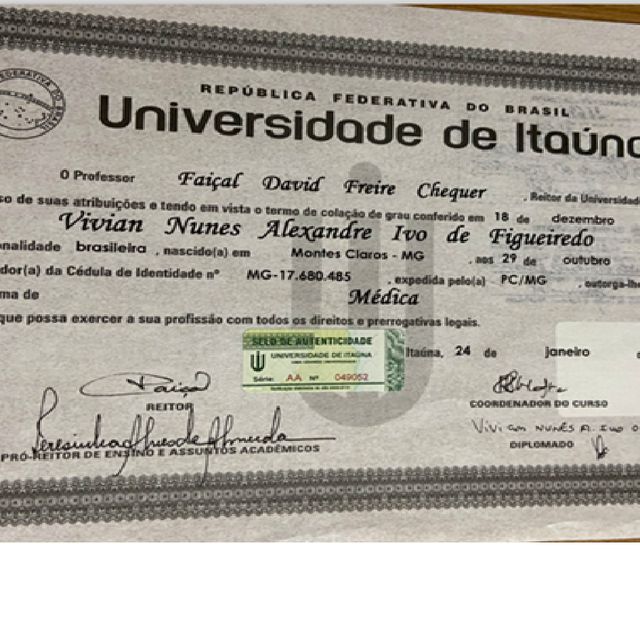 REPÚBLICA FEDERATIVA DO BRASIL
Universidade de Itaúna
O Professor Faiçal David Freire Chequer , Reitor da Universidad
so de suas atribuições e tendo em vista o termo de colação de grau conferido em 18 de dezembro
Vivian Nunes Alexandre Ivo de Figueiredo
onalidade brasileira , nascido(a) em Montes Claros - MG , aos 29 de outubro
dor(a) da Cédula de Identidade nº MG-17.680.485 , expedida pelo(a) PC/MG , outorga-lhe
ma de Médica
que possa exercer a sua profissão com todos os direitos e prerrogativas legais.
SELO DE AUTENTICIDADE
UNIVERSIDADE DE ITAÚNA
Série: AA Nº 049052
Itaúna, 24 de janeiro
REITOR
COORDENADOR DO CURSO
PRÓ-REITOR DE ENSINO E ASSUNTOS ACADÊMICOS
VIVIAN NUNES A. IVO D
DIPLOMADO